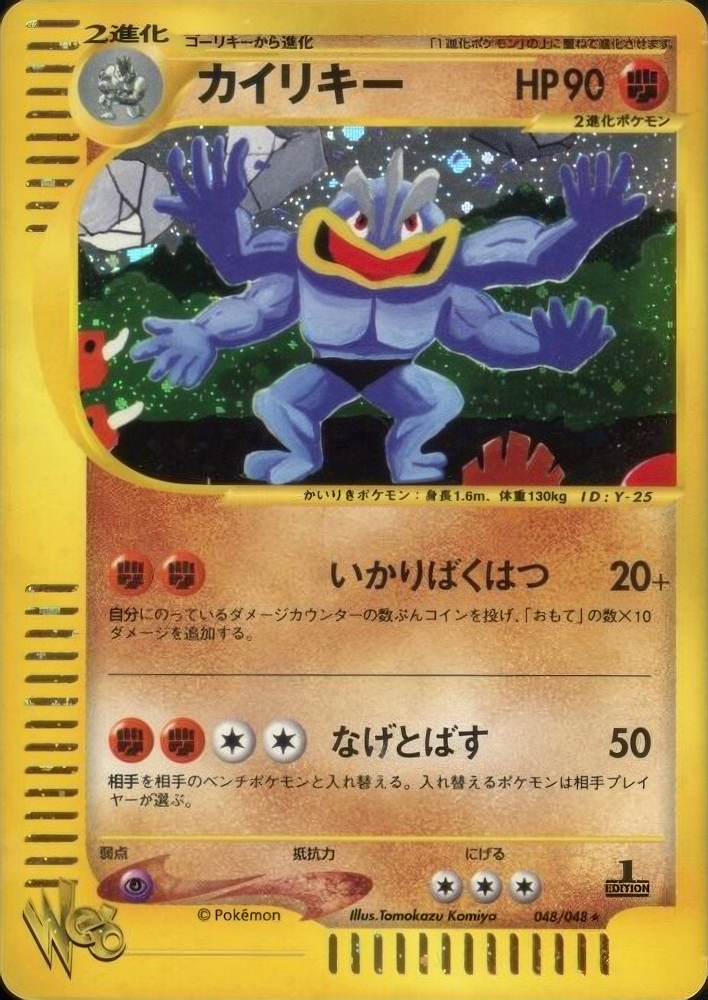 2進化 ゴーリキーから進化 「1進化ポケモン」の上に重ねて進化させます
カイリキー HP90
2進化ポケモン
かいりきポケモン：身長1.6m、体重130kg ID:Y-25
いかりばくはつ 20+
自分にのっているダメージカウンターの数ぶんコインを投げ、「おもて」の数×10
ダメージを追加する。
なげとばす 50
相手を相手のベンチポケモンと入れ替える。入れ替えるポケモンは相手プレイ
ヤーが選ぶ。
弱点 抵抗力 にげる
1
EDITION
Web
© Pokémon Illus.Tomokazu Komiya 048/048